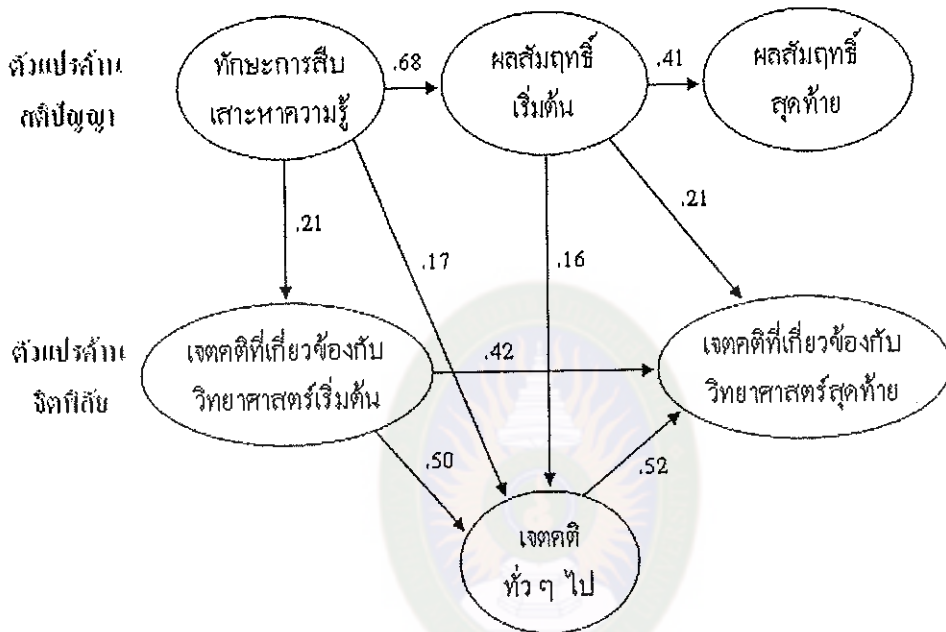 ตัวแปรด้าน
สติปัญญา
ทักษะการสืบ
เสาะหาความรู้
.68
ผลสัมฤทธิ์
เริ่มต้น
.41
ผลสัมฤทธิ์
สุดท้าย
.21
.17
.16
.21
ตัวแปรด้าน
จิตพิสัย
เจตคติที่เกี่ยวข้องกับ
วิทยาศาสตร์เริ่มต้น
.42
เจตคติที่เกี่ยวข้องกับ
วิทยาศาสตร์สุดท้าย
.50
.52
เจตคติ
ทั่ว ๆ ไป